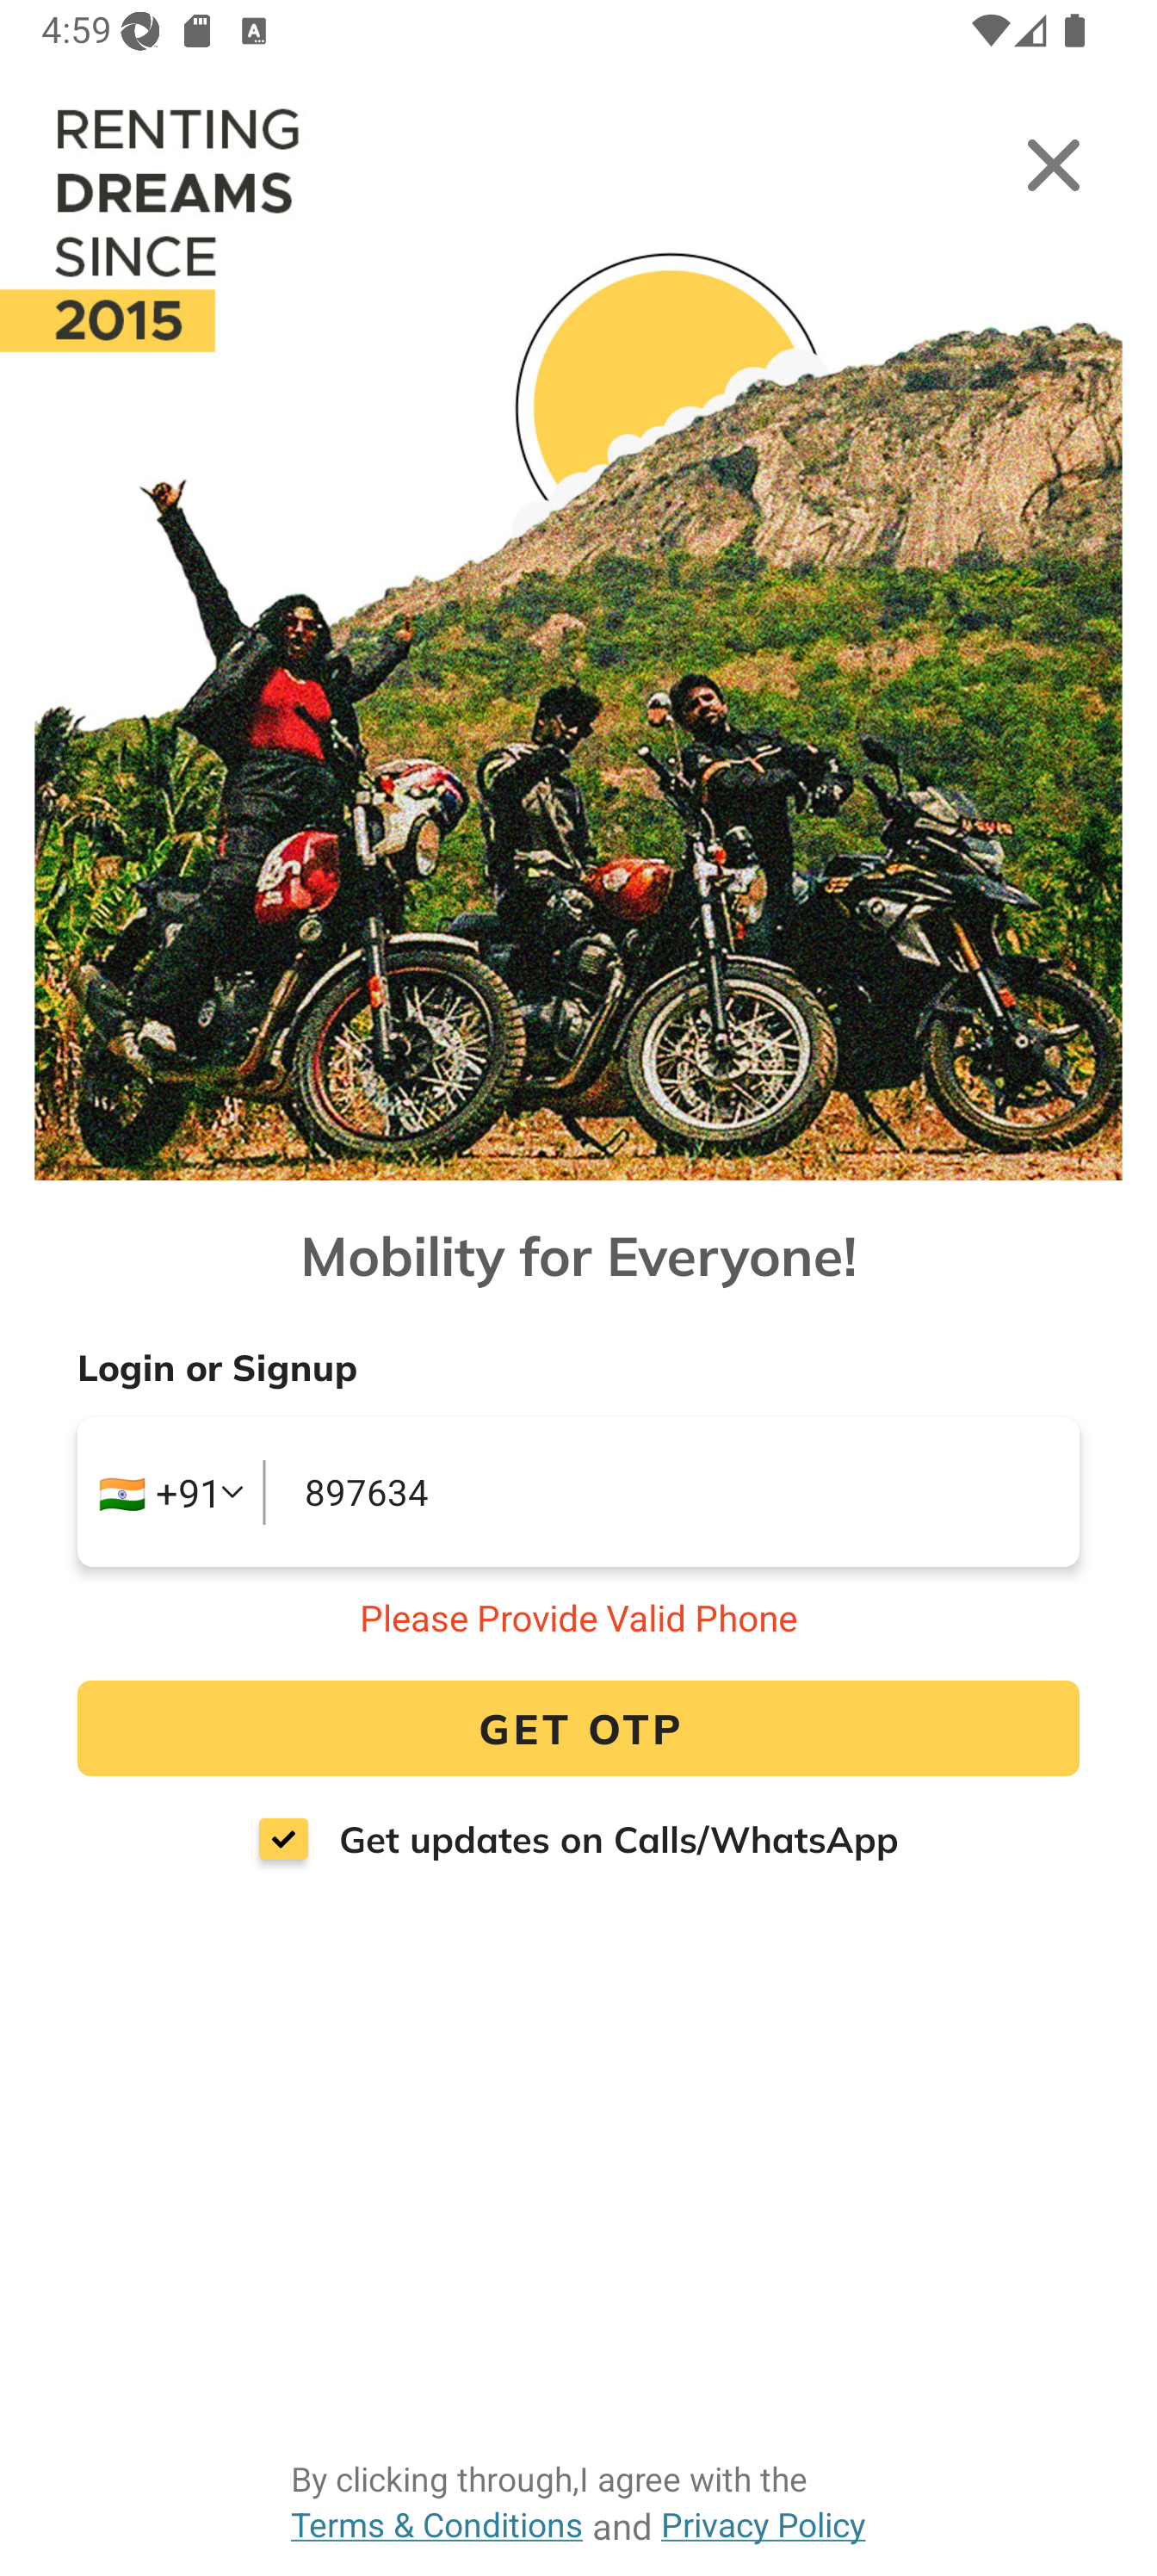 4:59
RENTING
DREAMS
SINCE
2015
Mobility for Everyone!
Login or Signup
+91 897634
Please Provide Valid Phone
GET OTP
Get updates on Calls/WhatsApp
By clicking through,I agree with the
Terms & Conditions and Privacy Policy